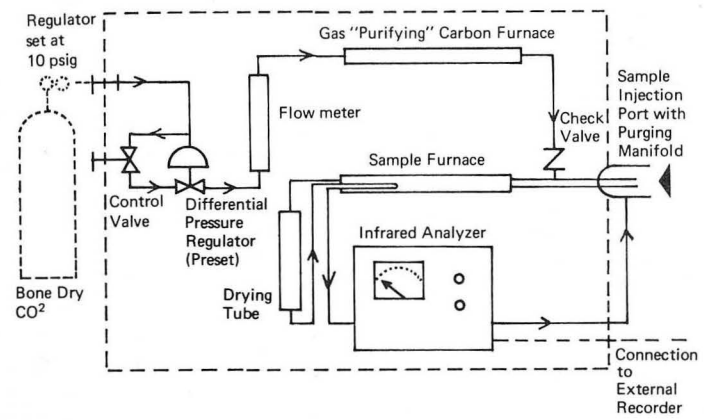 Regulator
set at
10 psig
Gas "Purifying" Carbon Furnace
Flow meter
Check
Valve
Sample
Injection
Port with
Purging
Manifold
Sample Furnace
Control
Valve
Differential
Pressure
Regulator
(Preset)
Infrared Analyzer
Drying
Tube
Bone Dry
CO²
Connection
to
External
Recorder